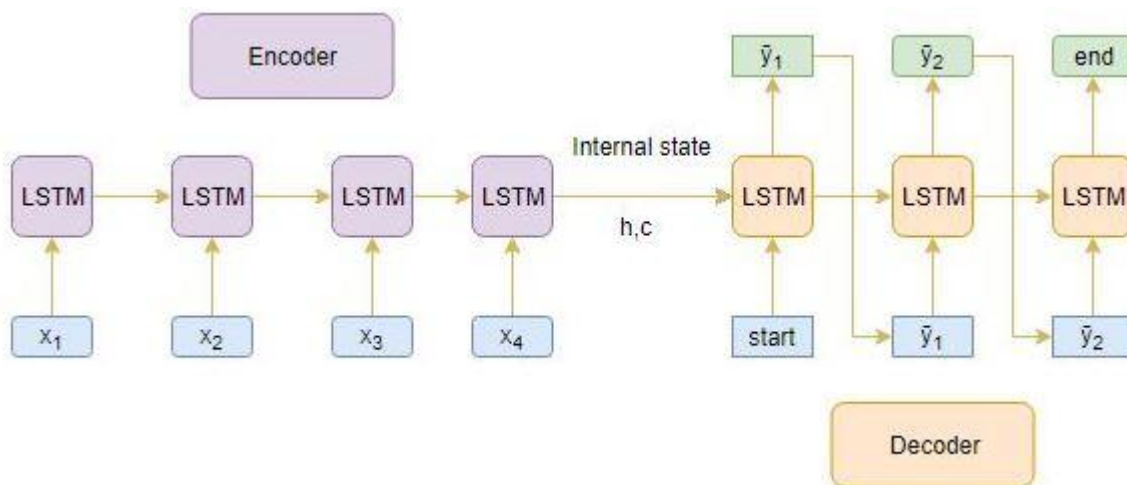 Encoder
ȳ₁ ȳ₂ end
Internal state
LSTM LSTM LSTM LSTM LSTM LSTM LSTM
h,c
x₁ x₂ x₃ x₄ start ȳ₁ ȳ₂
Decoder